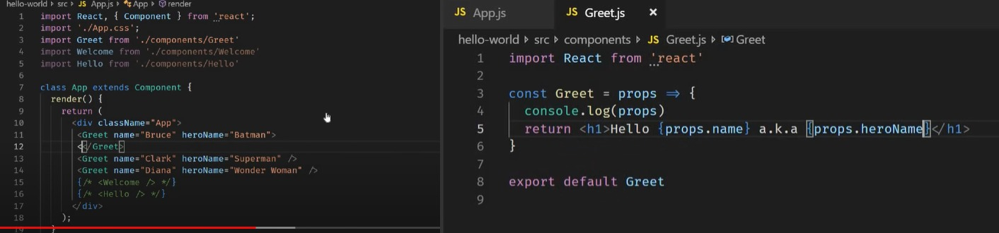 hello-world > src > JS App.js > App > render
1 import React, { Component } from 'react';
2 import './App.css';
3 import Greet from './components/Greet'
4 import Welcome from './components/Welcome'
5 import Hello from './components/Hello'
6
7 class App extends Component {
8 render() {
9 return (
10 <div className="App">
11 <Greet name="Bruce" heroName="Batman">
12 <</Greet>
13 <Greet name="Clark" heroName="Superman" />
14 <Greet name="Diana" heroName="Wonder Woman" />
15 {/* <Welcome /> */}
16 {/* <Hello /> */}
17 </div>
18 );
19 }
JS App.js JS Greet.js ×
hello-world > src > components > JS Greet.js > Greet
1 import React from 'react'
2
3 const Greet = props => {
4 console.log(props)
5 return <h1>Hello {props.name} a.k.a {props.heroName}</h1>
6 }
7
8 export default Greet
9